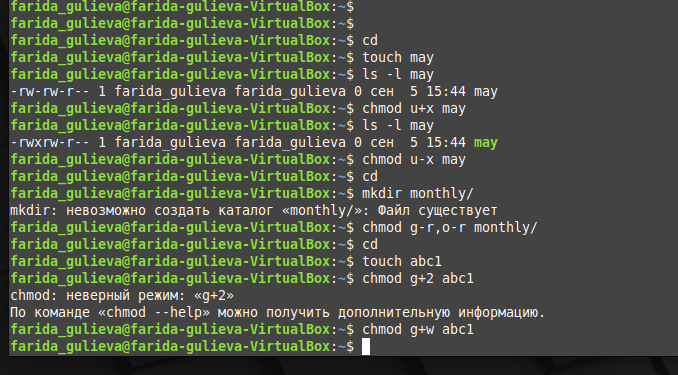 farida_gulieva@farida-gulieva-VirtualBox:~$
farida_gulieva@farida-gulieva-VirtualBox:~$
farida_gulieva@farida-gulieva-VirtualBox:~$ cd
farida_gulieva@farida-gulieva-VirtualBox:~$ touch may
farida_gulieva@farida-gulieva-VirtualBox:~$ ls -l may
-rw-rw-r-- 1 farida_gulieva farida_gulieva 0 сен  5 15:44 may
farida_gulieva@farida-gulieva-VirtualBox:~$ chmod u+x may
farida_gulieva@farida-gulieva-VirtualBox:~$ ls -l may
-rwxrw-r-- 1 farida_gulieva farida_gulieva 0 сен  5 15:44 may
farida_gulieva@farida-gulieva-VirtualBox:~$ chmod u-x may
farida_gulieva@farida-gulieva-VirtualBox:~$ cd
farida_gulieva@farida-gulieva-VirtualBox:~$ mkdir monthly/
mkdir: невозможно создать каталог «monthly/»: Файл существует
farida_gulieva@farida-gulieva-VirtualBox:~$ chmod g-r,o-r monthly/
farida_gulieva@farida-gulieva-VirtualBox:~$ cd
farida_gulieva@farida-gulieva-VirtualBox:~$ touch abc1
farida_gulieva@farida-gulieva-VirtualBox:~$ chmod g+2 abc1
chmod: неверный режим: «g+2»
По команде «chmod --help» можно получить дополнительную информацию.
farida_gulieva@farida-gulieva-VirtualBox:~$ chmod g+w abc1
farida_gulieva@farida-gulieva-VirtualBox:~$